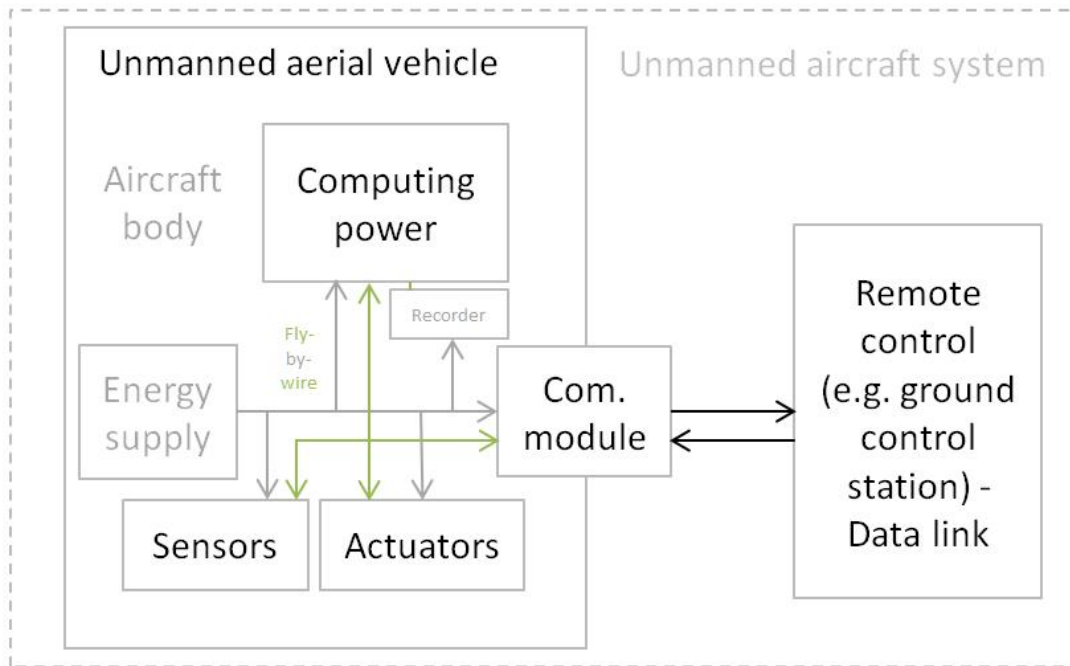 Unmanned aerial vehicle
Unmanned aircraft system
Aircraft
body
Computing
power
Recorder
Fly-
by-
wire
Energy
supply
Com.
module
Sensors
Actuators
Remote
control
(e.g. ground
control
station) -
Data link